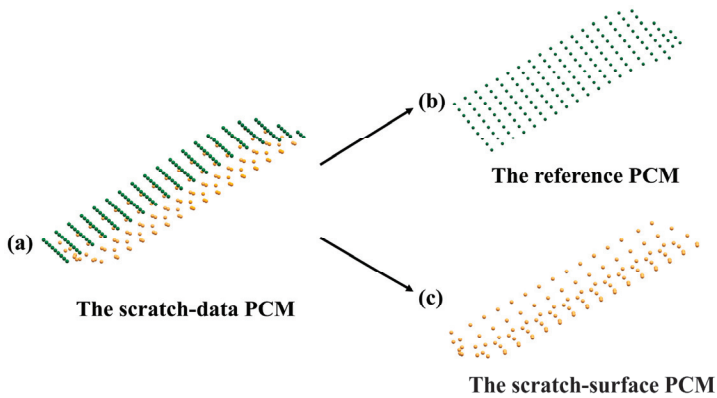 (a)
The scratch-data PCM
(b)
The reference PCM
(c)
The scratch-surface PCM